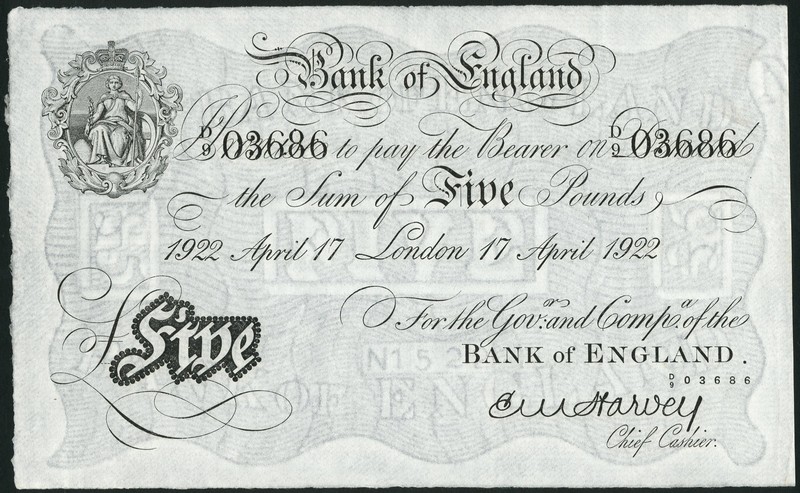 Bank of England
D/9 03686 to pay the Bearer on D/9 03686
the Sum of Five Pounds
1922 April 17 London 17 April 1922
For the Gov.r and Comp.a of the
£Five
BANK of ENGLAND.
D/9 03686
E M Harvey
Chief Cashier.